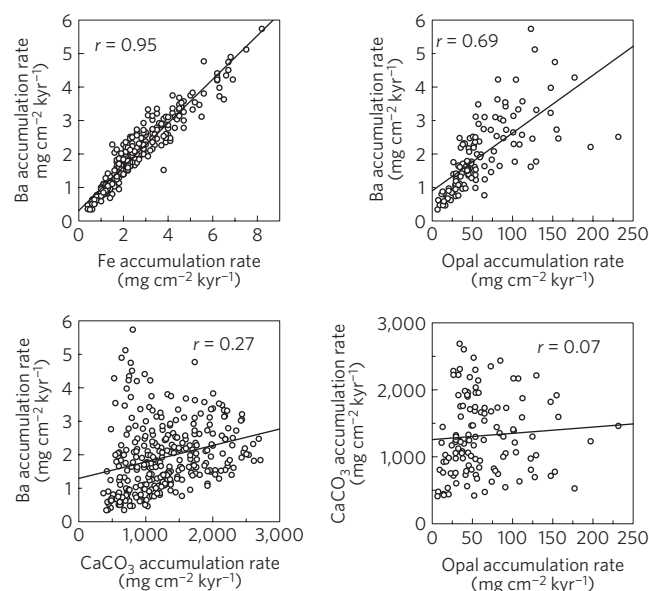 6
5
4
3
2
1
0
Ba accumulation rate
mg cm⁻² kyr⁻¹)
r = 0.95
0 2 4 6 8
Fe accumulation rate
(mg cm⁻² kyr⁻¹)
6
5
4
3
2
1
0
Ba accumulation rate
(mg cm⁻² kyr⁻¹)
r = 0.69
0 50 100 150 200 250
Opal accumulation rate
(mg cm⁻² kyr⁻¹)
6
5
4
3
2
1
0
Ba accumulation rate
(mg cm⁻² kyr⁻¹)
r = 0.27
0 1,000 2,000 3,000
CaCO₃ accumulation rate
(mg cm⁻² kyr⁻¹)
3,000
2,000
1,000
0
CaCO₃ accumulation rate
(mg cm⁻² kyr⁻¹)
r = 0.07
0 50 100 150 200 250
Opal accumulation rate
(mg cm⁻² kyr⁻¹)